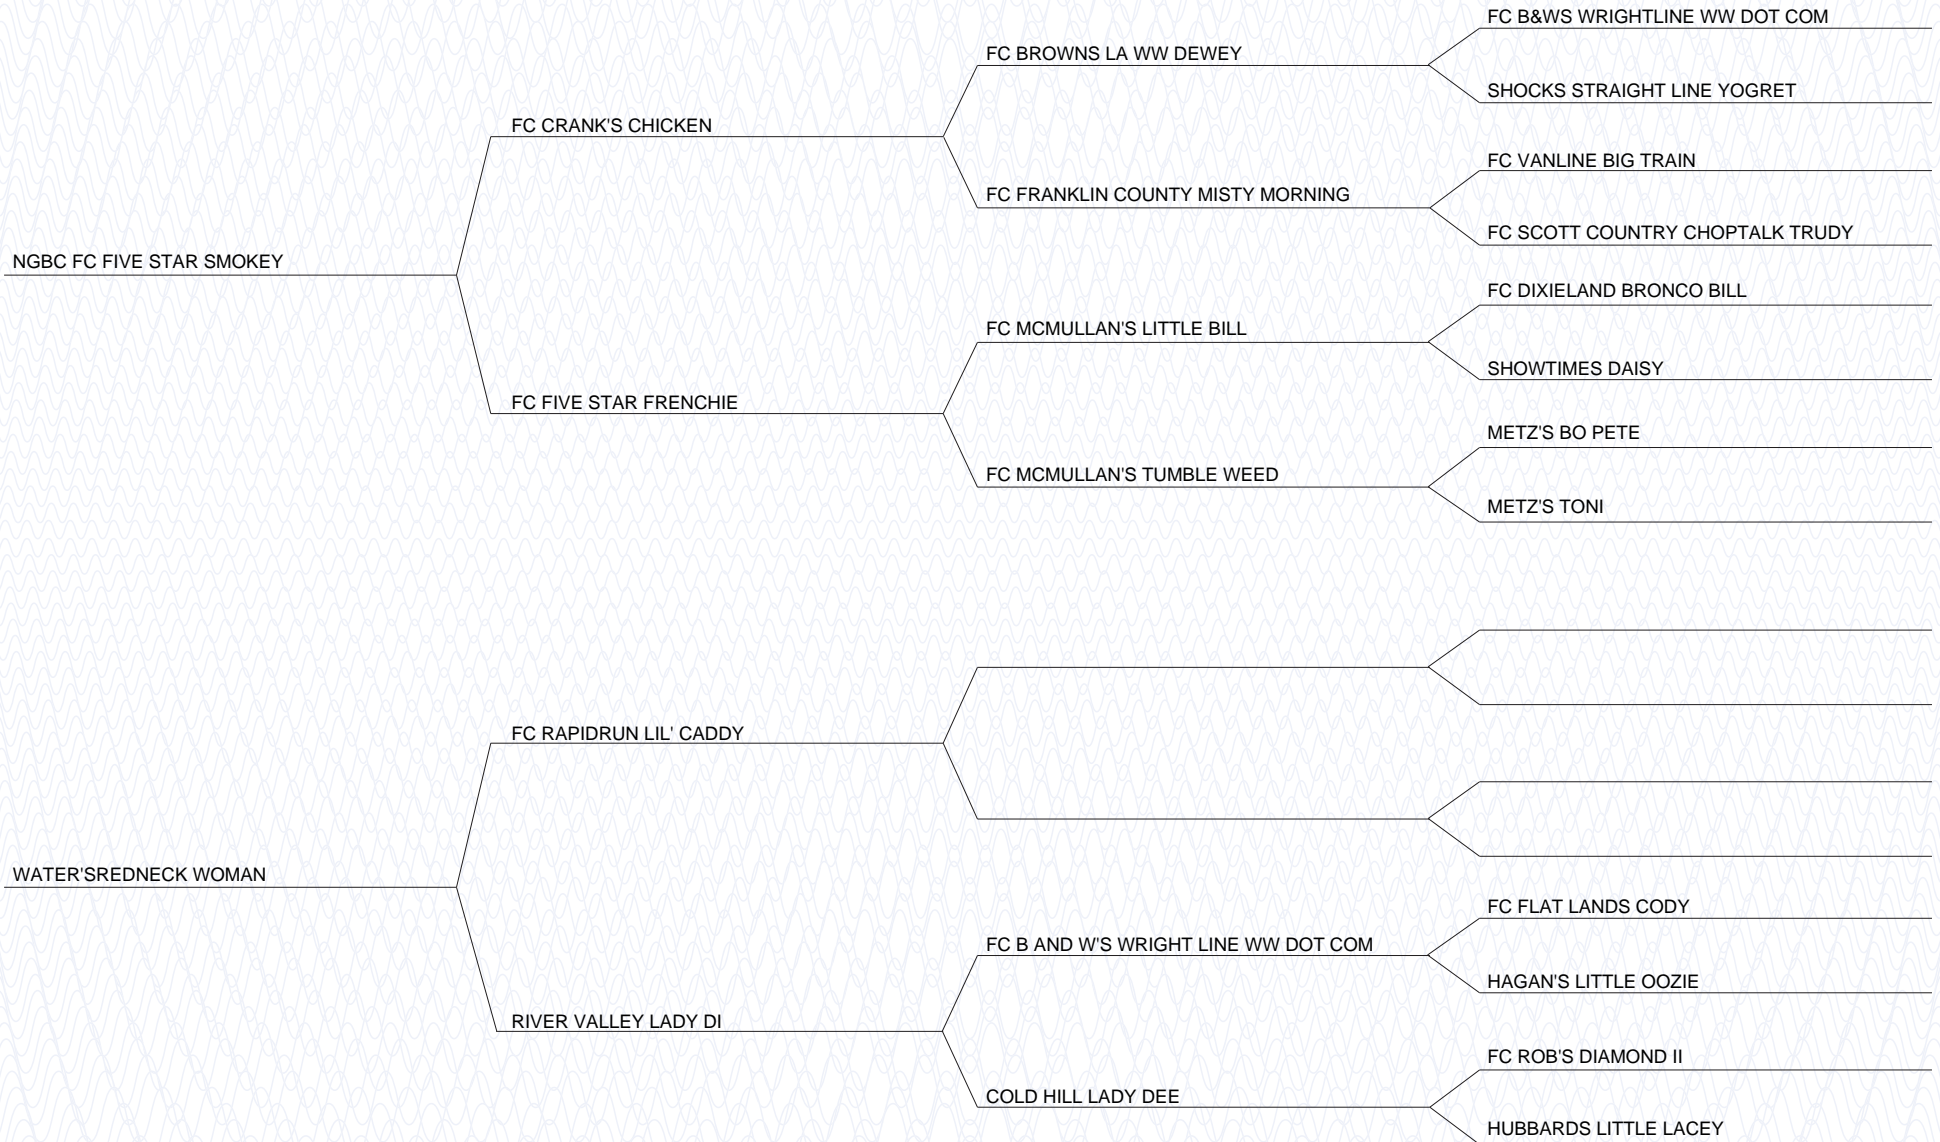 FC B&WS WRIGHTLINE WW DOT COM
FC BROWNS LA WW DEWEY
SHOCKS STRAIGHT LINE YOGRET
FC CRANK'S CHICKEN
FC VANLINE BIG TRAIN
FC FRANKLIN COUNTY MISTY MORNING
FC SCOTT COUNTRY CHOPTALK TRUDY
NGBC FC FIVE STAR SMOKEY
FC DIXIELAND BRONCO BILL
FC MCMULLAN'S LITTLE BILL
SHOWTIMES DAISY
FC FIVE STAR FRENCHIE
METZ'S BO PETE
FC MCMULLAN'S TUMBLE WEED
METZ'S TONI
FC RAPIDRUN LIL' CADDY
WATER'SREDNECK WOMAN
FC FLAT LANDS CODY
FC B AND W'S WRIGHT LINE WW DOT COM
HAGAN'S LITTLE OOZIE
RIVER VALLEY LADY DI
FC ROB'S DIAMOND II
COLD HILL LADY DEE
HUBBARDS LITTLE LACEY